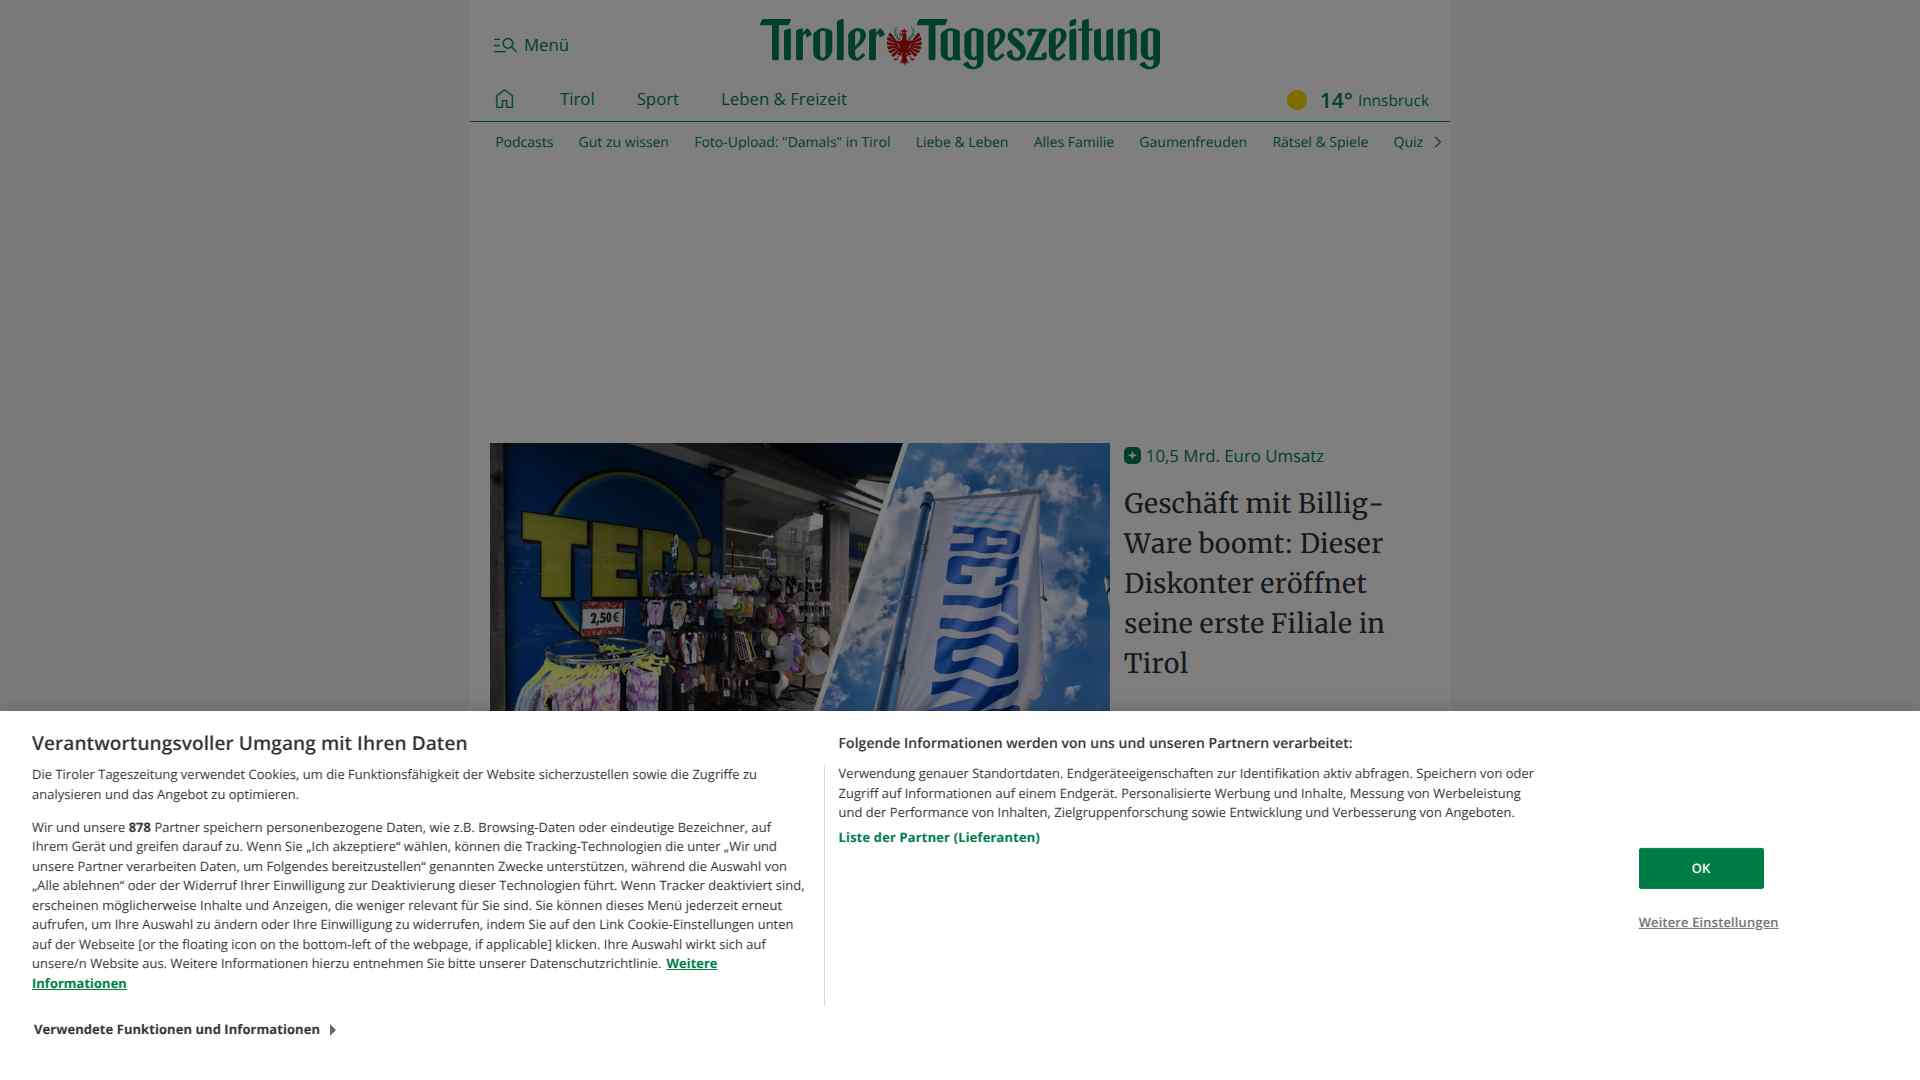 Menü
Tiroler Tageszeitung
Tirol
Sport
Leben & Freizeit
14° Innsbruck
Podcasts
Gut zu wissen
Foto-Upload: "Damals" in Tirol
Liebe & Leben
Alles Familie
Gaumenfreuden
Rätsel & Spiele
Quiz
TEDi
2,50€
ACTION
10,5 Mrd. Euro Umsatz
Geschäft mit Billig-
Ware boomt: Dieser
Diskonter eröffnet
seine erste Filiale in
Tirol
Verantwortungsvoller Umgang mit Ihren Daten
Die Tiroler Tageszeitung verwendet Cookies, um die Funktionsfähigkeit der Website sicherzustellen sowie die Zugriffe zu
analysieren und das Angebot zu optimieren.
Wir und unsere 878 Partner speichern personenbezogene Daten, wie z.B. Browsing-Daten oder eindeutige Bezeichner, auf
Ihrem Gerät und greifen darauf zu. Wenn Sie „Ich akzeptiere“ wählen, können die Tracking-Technologien die unter „Wir und
unsere Partner verarbeiten Daten, um Folgendes bereitzustellen“ genannten Zwecke unterstützen, während die Auswahl von
„Alle ablehnen“ oder der Widerruf Ihrer Einwilligung zur Deaktivierung dieser Technologien führt. Wenn Tracker deaktiviert sind,
erscheinen möglicherweise Inhalte und Anzeigen, die weniger relevant für Sie sind. Sie können dieses Menü jederzeit erneut
aufrufen, um Ihre Auswahl zu ändern oder Ihre Einwilligung zu widerrufen, indem Sie auf den Link Cookie-Einstellungen unten
auf der Webseite [or the floating icon on the bottom-left of the webpage, if applicable] klicken. Ihre Auswahl wirkt sich auf
unsere/n Website aus. Weitere Informationen hierzu entnehmen Sie bitte unserer Datenschutzrichtlinie. Weitere
Informationen
Verwendete Funktionen und Informationen
Folgende Informationen werden von uns und unseren Partnern verarbeitet:
Verwendung genauer Standortdaten. Endgeräteeigenschaften zur Identifikation aktiv abfragen. Speichern von oder
Zugriff auf Informationen auf einem Endgerät. Personalisierte Werbung und Inhalte, Messung von Werbeleistung
und der Performance von Inhalten, Zielgruppenforschung sowie Entwicklung und Verbesserung von Angeboten.
Liste der Partner (Lieferanten)
OK
Weitere Einstellungen